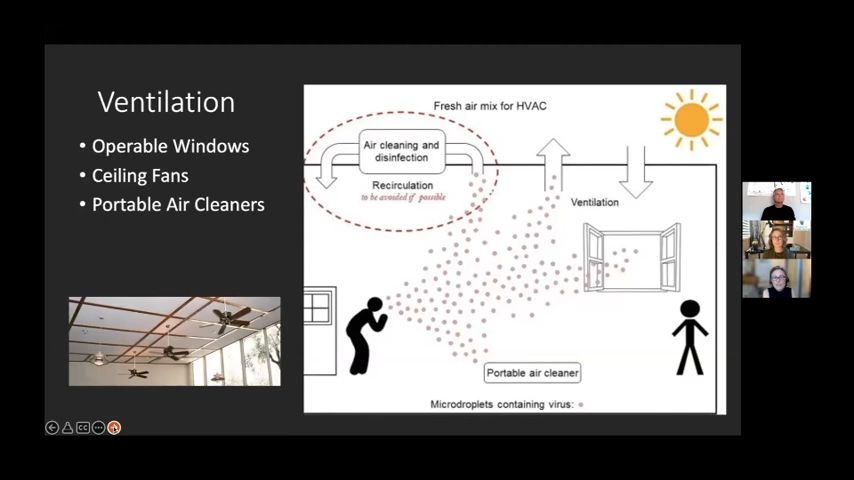 Ventilation
• Operable Windows
• Ceiling Fans
• Portable Air Cleaners
Fresh air mix for HVAC
Air cleaning and
disinfection
Recirculation
to be avoided if possible
Ventilation
Portable air cleaner
Microdroplets containing virus:
CC